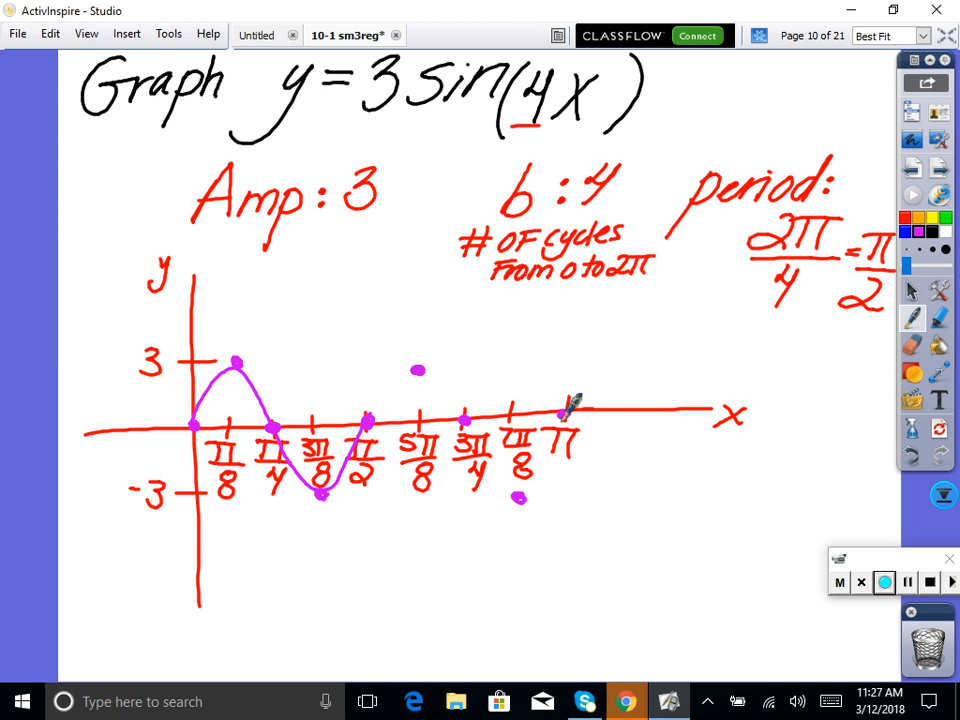 ActivInspire - Studio
File Edit View Insert Tools Help
Untitled
10-1 sm3reg*
CLASSFLOW Connect
Page 10 of 21
Best Fit
Graph y=3 sin(4x)
Amp: 3
b: 4
# of cycles
From 0 to 2π
period:
2π/4 = π/2
y
3
x
π/8 π/4 3π/8 π/2 5π/8 3π/4 7π/8 π
-3
M
Type here to search
11:27 AM
3/12/2018